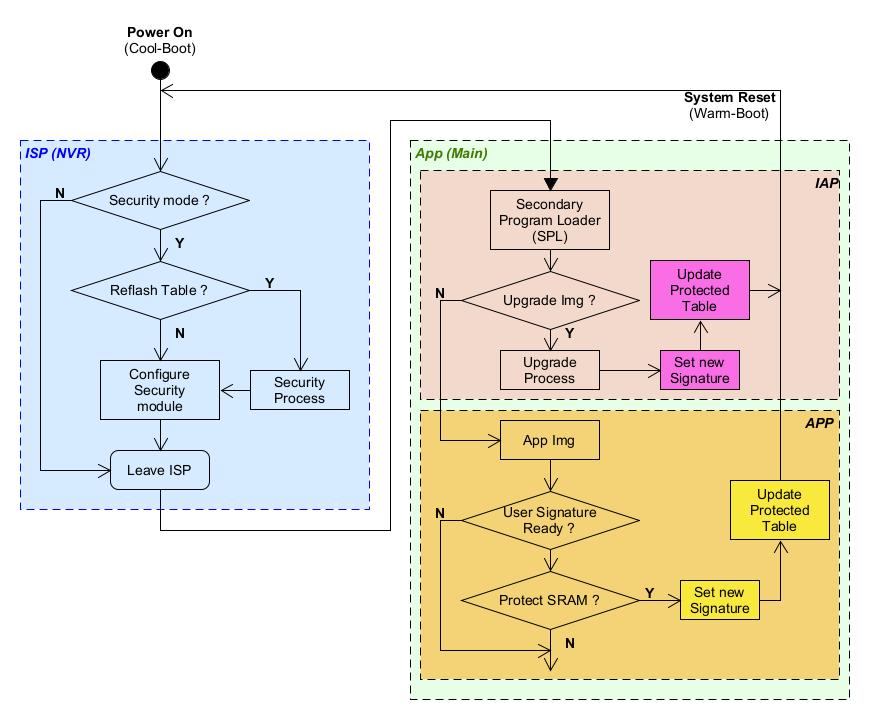 Power On
(Cool-Boot)
System Reset
(Warm-Boot)
ISP (NVR)
N
Security mode ?
Y
Reflash Table ?
Y
N
Configure
Security
module
Security
Process
Leave ISP
App (Main)
IAP
Secondary
Program Loader
(SPL)
N
Upgrade Img ?
Y
Update
Protected
Table
Upgrade
Process
Set new
Signature
APP
App Img
N
User Signature
Ready ?
Update
Protected
Table
Protect SRAM ?
Y
Set new
Signature
N